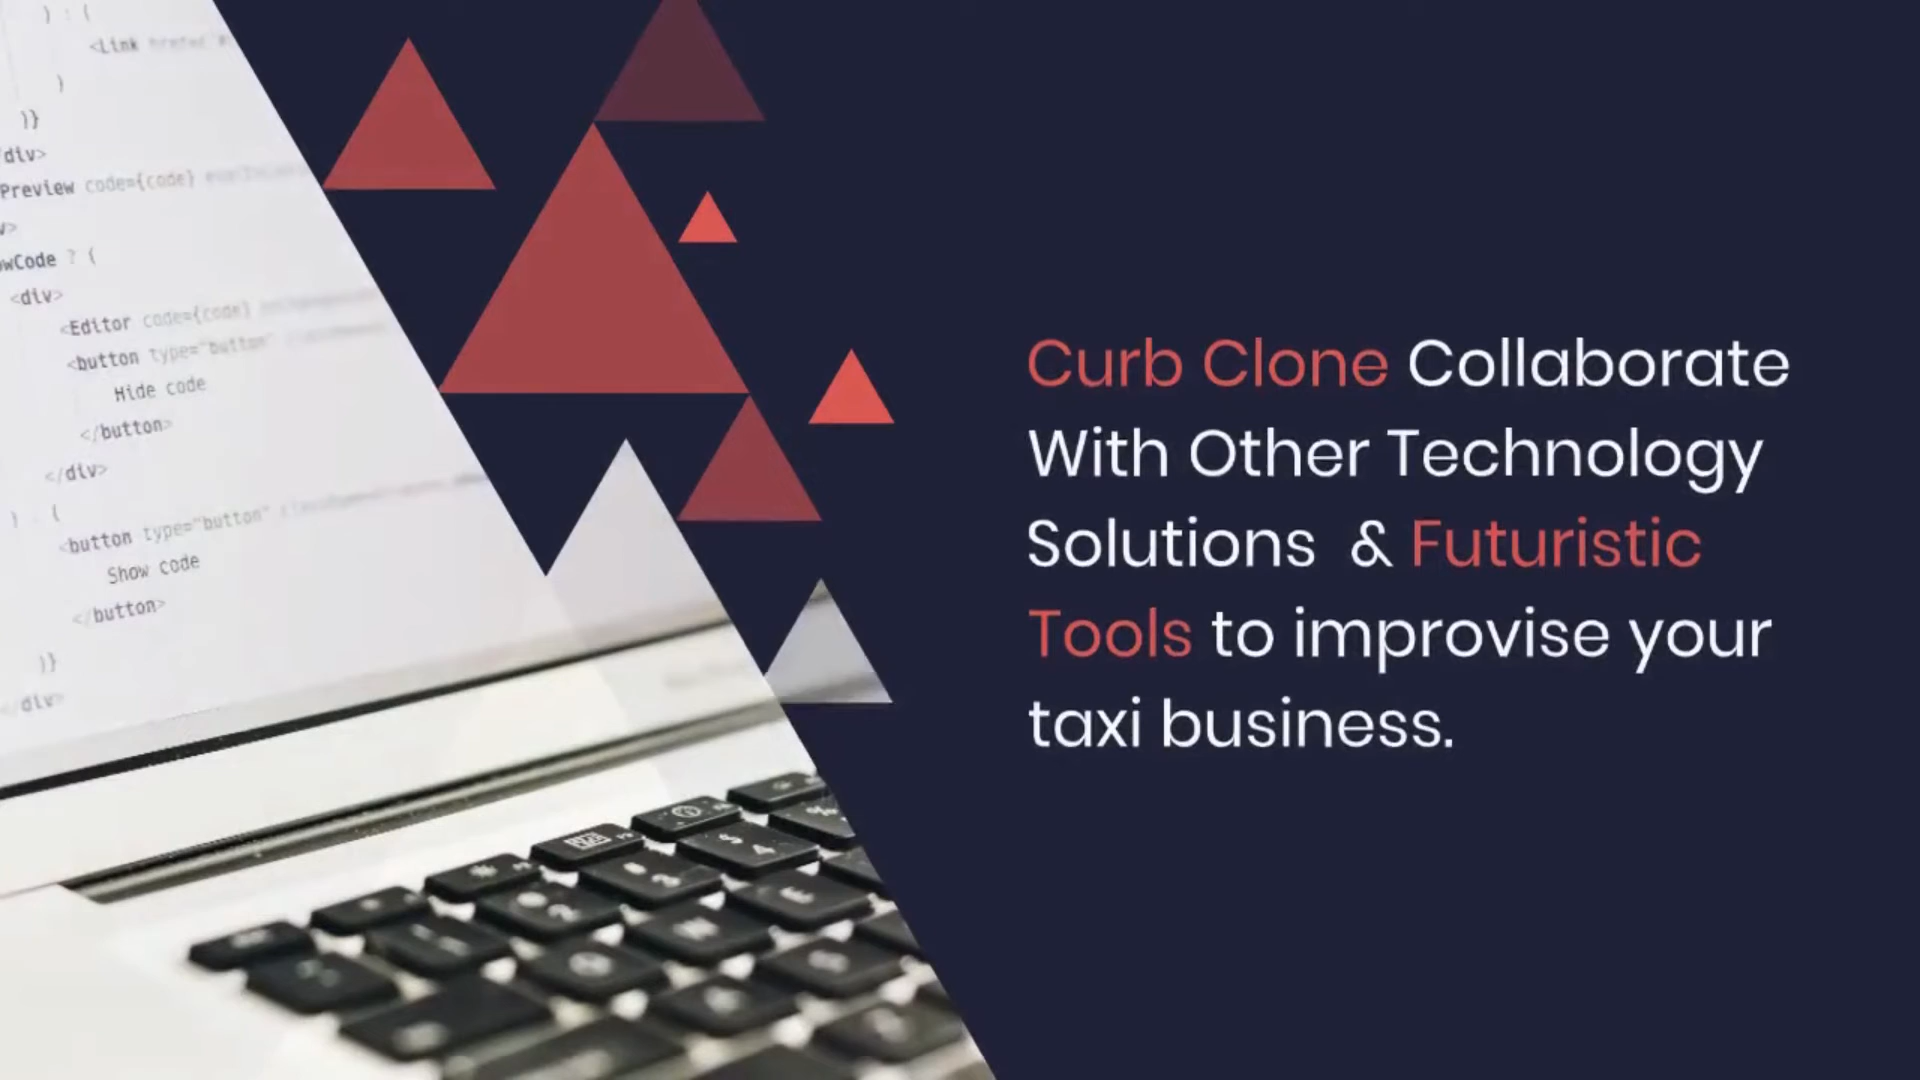 ) : (
<Link
)
)}
/div>
Preview code={code}
owCode ? (
<div>
<Editor code={code}
<button type="button"
Hide code
</button>
</div>
) : (
<button type="button"
Show code
</button>
)}
</div>
Curb Clone Collaborate
With Other Technology
Solutions & Futuristic
Tools to improvise your
taxi business.